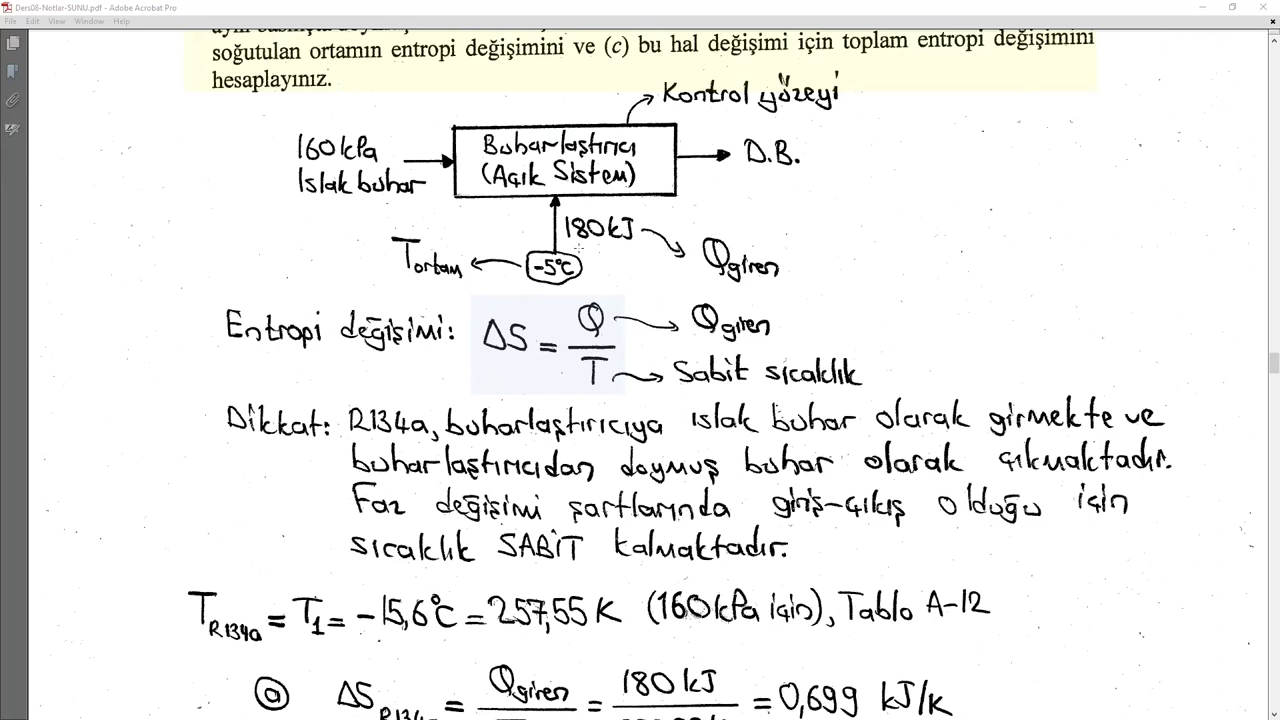 Ders08-Notlar-SUNU.pdf - Adobe Acrobat Pro
File Edit View Window Help
soğutulan ortamın entropi değişimini ve (c) bu hal değişimi için toplam entropi değişimini
hesaplayınız.
Kontrol yüzeyi
160 kPa
Islak buhar
Buharlaştırıcı
(Açık Sistem)
D.B.
180 kJ
Qgiren
Tortam
-5°C
Entropi değişimi: ΔS = Q / T
Qgiren
Sabit sıcaklık
Dikkat: R134a, buharlaştırıcıya ıslak buhar olarak girmekte ve
buharlaştırıcıdan doymuş buhar olarak çıkmaktadır.
Faz değişimi şartlarında giriş-çıkış olduğu için
sıcaklık SABİT kalmaktadır.
TR134a = T1 = -15,6°C = 257,55 K (160 kPa için), Tablo A-12
a ΔSR134a = Qgiren = 180 kJ = 0,699 kJ/K